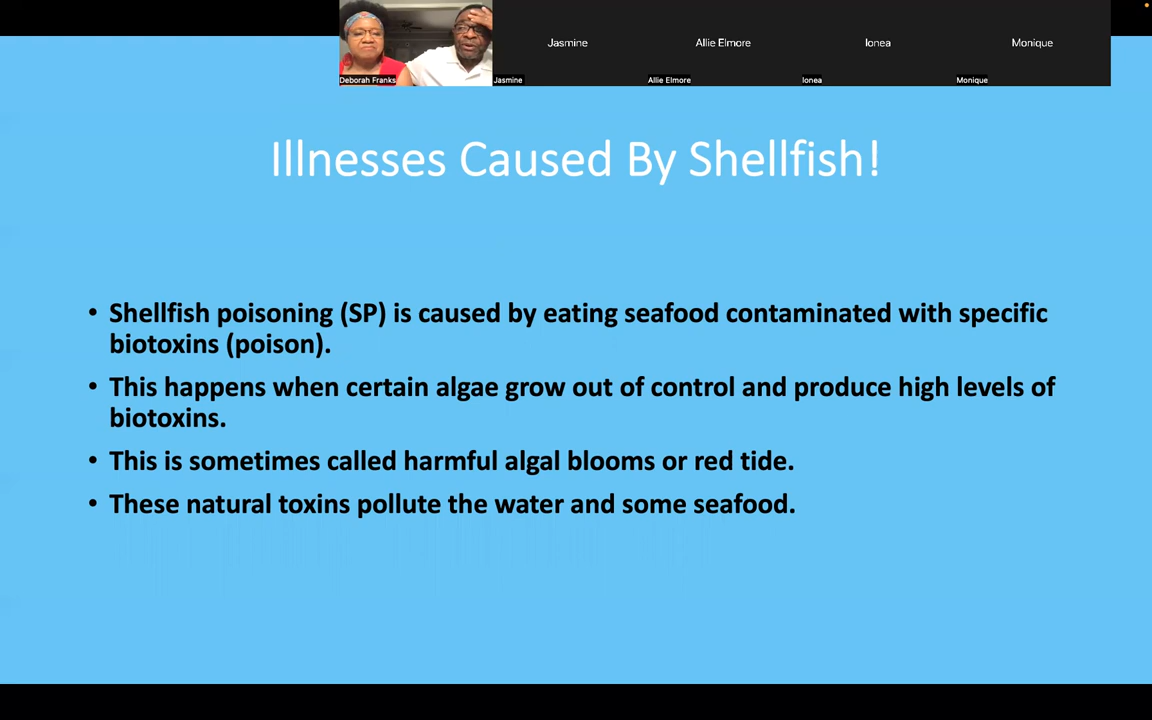 Jasmine
Allie Elmore
Ionea
Monique
Deborah Franks
Jasmine
Allie Elmore
Ionea
Monique
Illnesses Caused By Shellfish!
• Shellfish poisoning (SP) is caused by eating seafood contaminated with specific
biotoxins (poison).
• This happens when certain algae grow out of control and produce high levels of
biotoxins.
• This is sometimes called harmful algal blooms or red tide.
• These natural toxins pollute the water and some seafood.